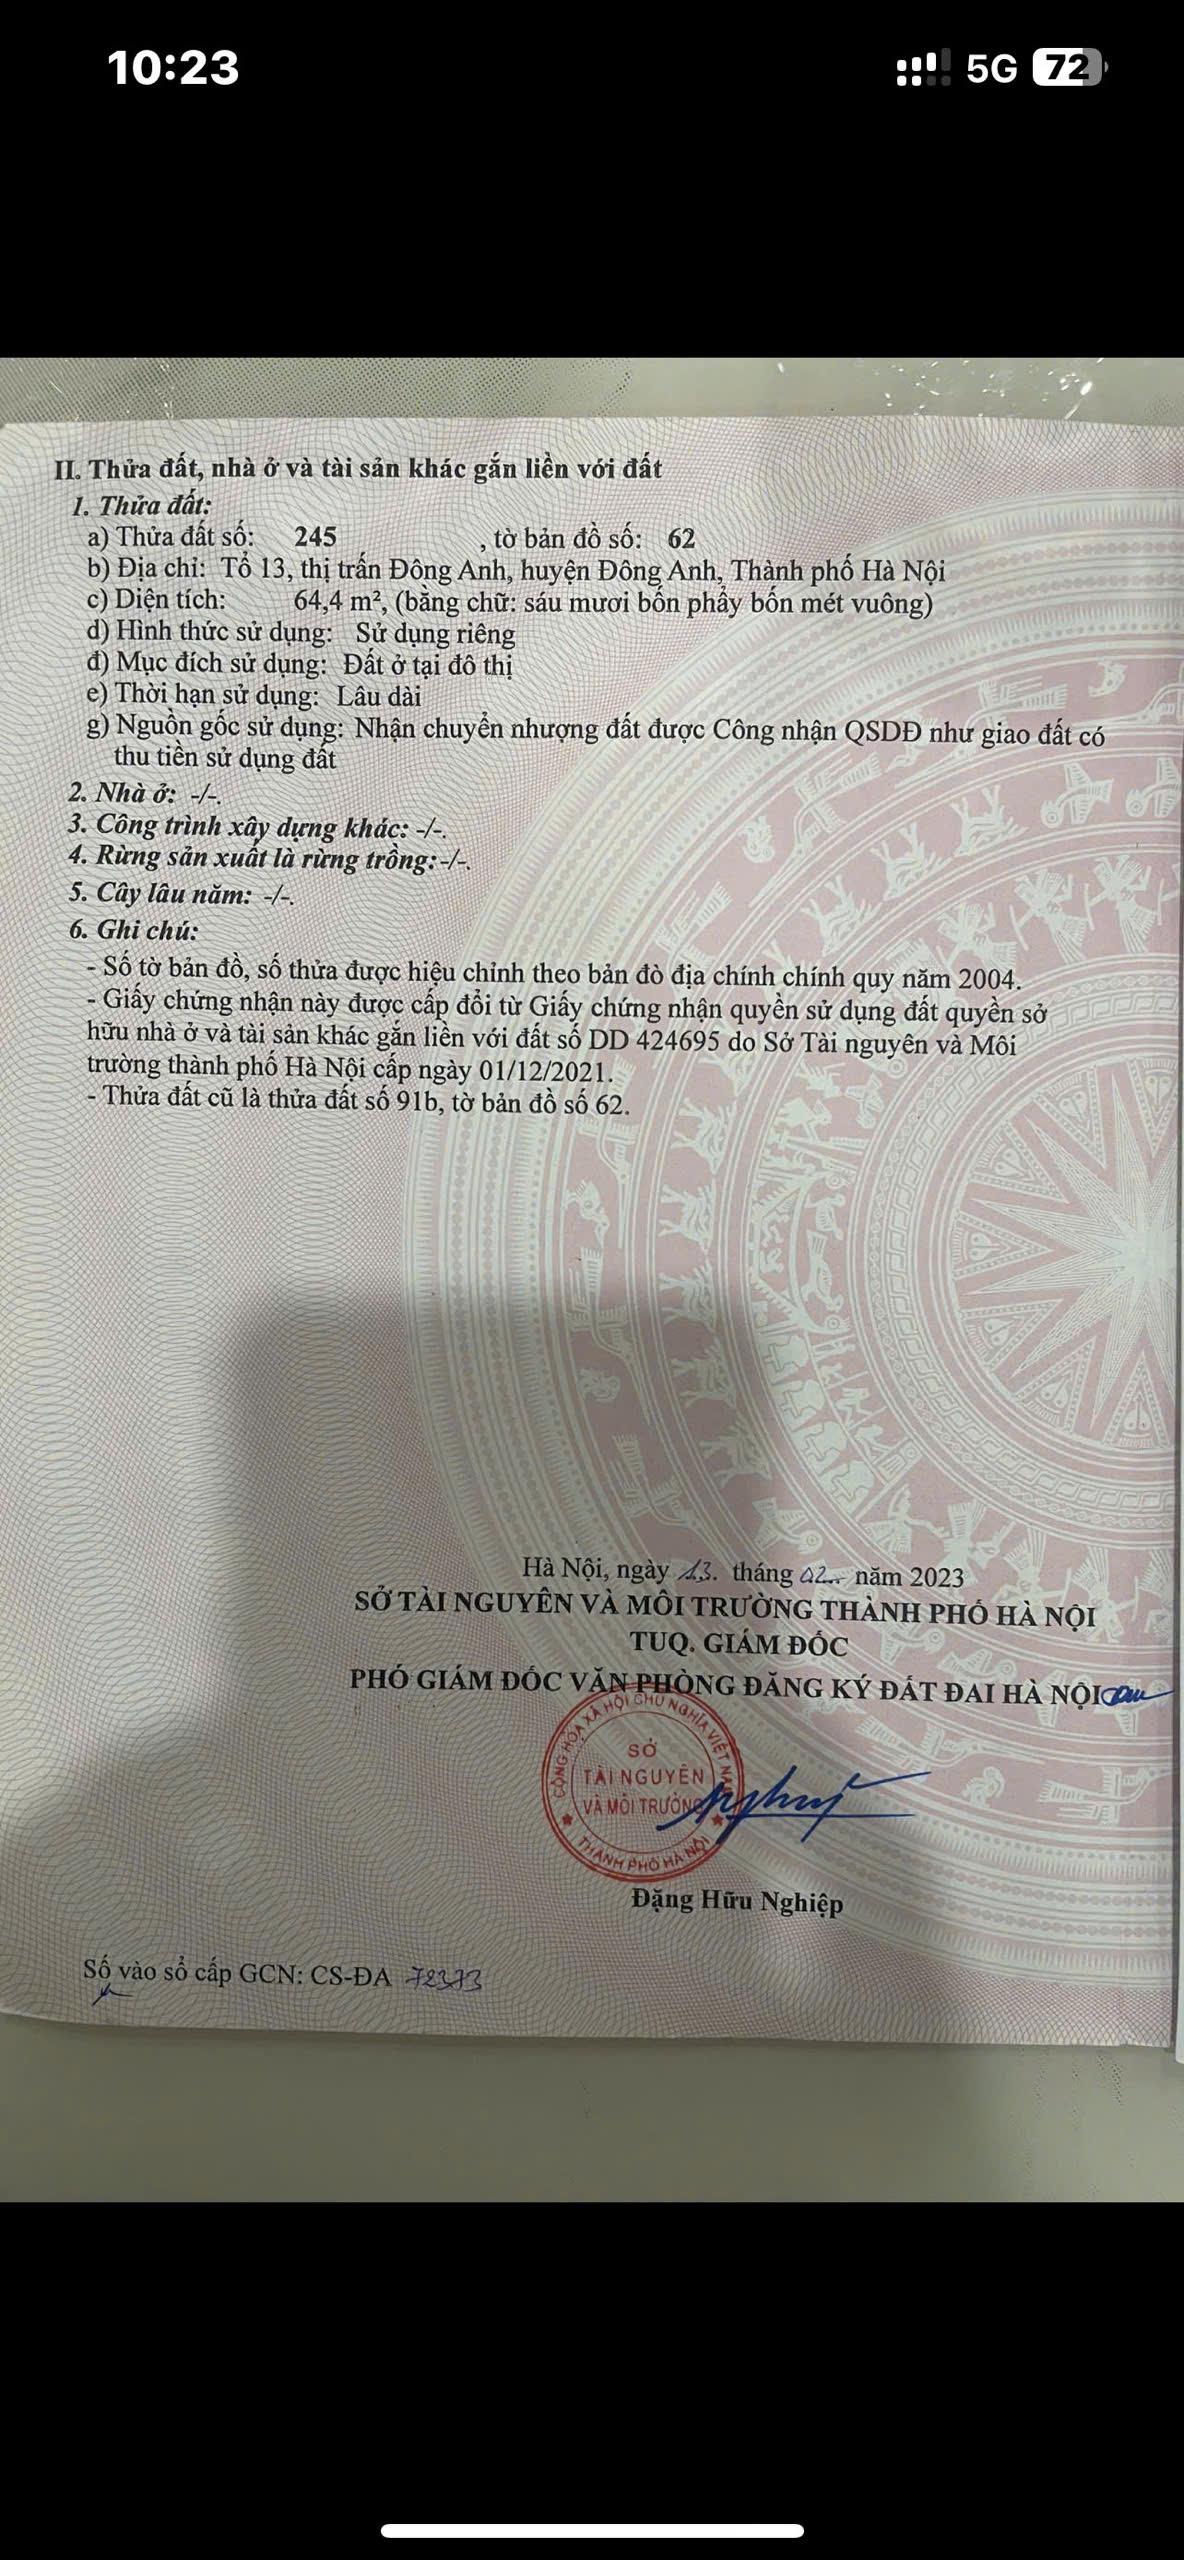 10:23
5G 72
II. Thửa đất, nhà ở và tài sản khác gắn liền với đất
1. Thửa đất:
a) Thửa đất số: 245 , tờ bản đồ số: 62
b) Địa chỉ: Tổ 13, thị trấn Đông Anh, huyện Đông Anh, Thành phố Hà Nội
c) Diện tích: 64,4 m², (bằng chữ: sáu mươi bốn phẩy bốn mét vuông)
d) Hình thức sử dụng: Sử dụng riêng
đ) Mục đích sử dụng: Đất ở tại đô thị
e) Thời hạn sử dụng: Lâu dài
g) Nguồn gốc sử dụng: Nhận chuyển nhượng đất được Công nhận QSDĐ như giao đất có
thu tiền sử dụng đất
2. Nhà ở: -/-.
3. Công trình xây dựng khác: -/-.
4. Rừng sản xuất là rừng trồng:-/-.
5. Cây lâu năm: -/-.
6. Ghi chú:
- Số tờ bản đồ, số thửa được hiệu chỉnh theo bản đò địa chính chính quy năm 2004.
- Giấy chứng nhận này được cấp đổi từ Giấy chứng nhận quyền sử dụng đất quyền sở
hữu nhà ở và tài sản khác gắn liền với đất số DD 424695 do Sở Tài nguyên và Môi
trường thành phố Hà Nội cấp ngày 01/12/2021.
- Thửa đất cũ là thửa đất số 91b, tờ bản đồ số 62.
Hà Nội, ngày 13. tháng 02... năm 2023
SỞ TÀI NGUYÊN VÀ MÔI TRƯỜNG THÀNH PHỐ HÀ NỘI
TUQ. GIÁM ĐỐC
PHÓ GIÁM ĐỐC VĂN PHÒNG ĐĂNG KÝ ĐẤT ĐAI HÀ NỘI
CỘNG HÒA XÃ HỘI CHỦ NGHĨA VIỆT NAM
SỞ
TÀI NGUYÊN
VÀ MÔI TRƯỜNG
THÀNH PHỐ HÀ NỘI
Đặng Hữu Nghiệp
Số vào sổ cấp GCN: CS-ĐA 72373